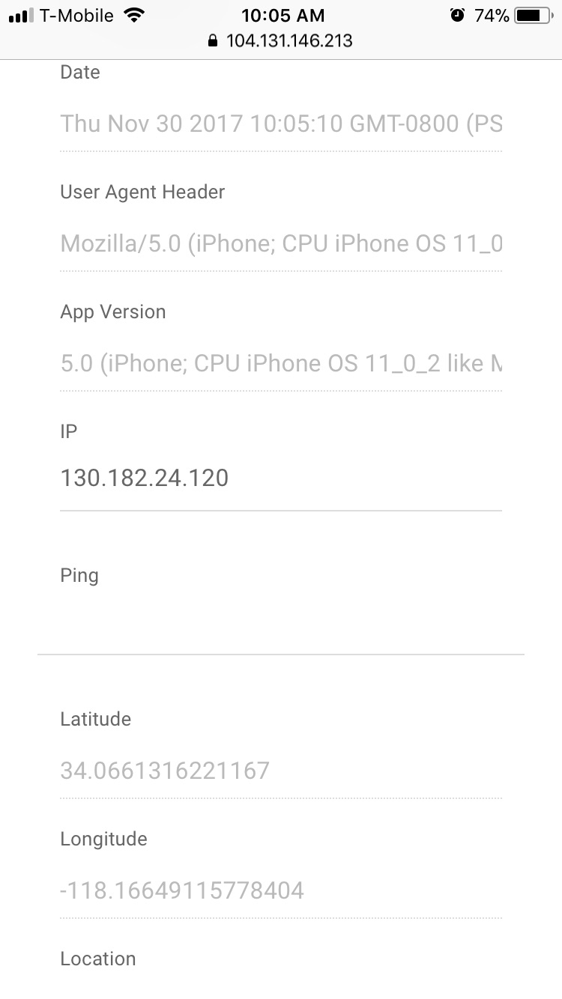 T-Mobile 10:05 AM 74%
104.131.146.213
Date
Thu Nov 30 2017 10:05:10 GMT-0800 (PS
User Agent Header
Mozilla/5.0 (iPhone; CPU iPhone OS 11_0
App Version
5.0 (iPhone; CPU iPhone OS 11_0_2 like M
IP
130.182.24.120
Ping
Latitude
34.0661316221167
Longitude
-118.16649115778404
Location